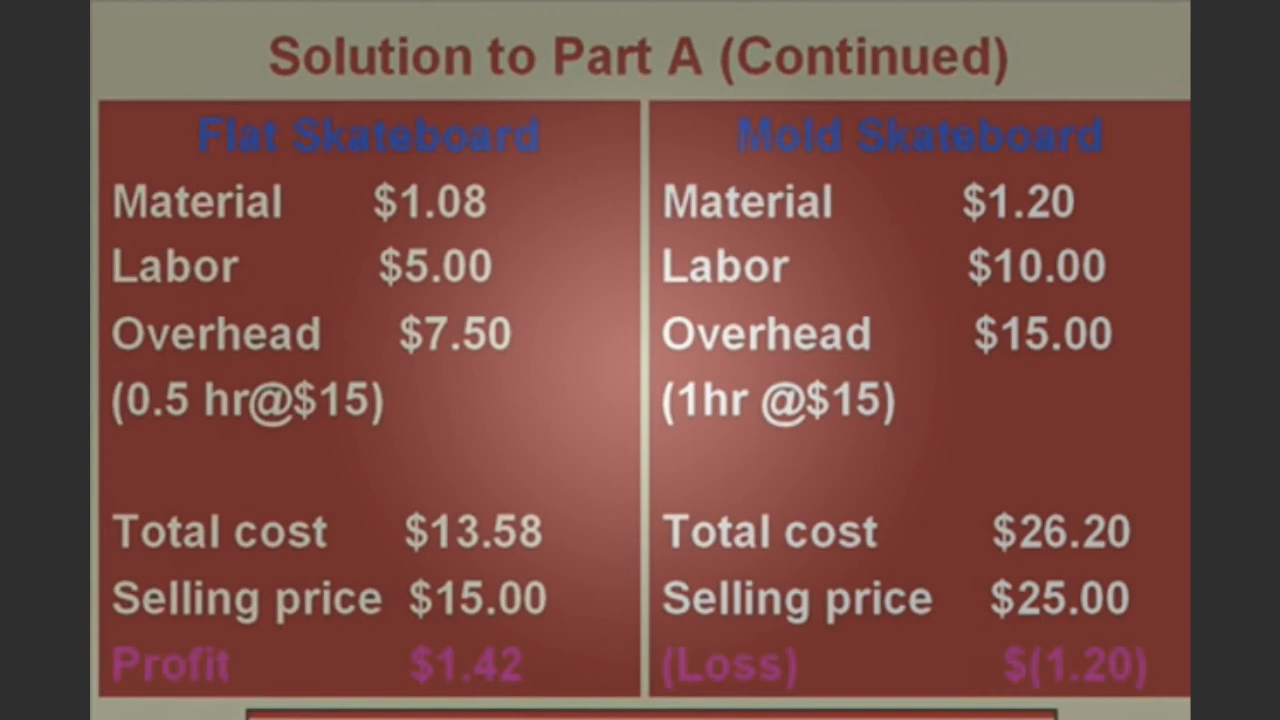 Solution to Part A (Continued)
Flat Skateboard
Material $1.08
Labor $5.00
Overhead $7.50
(0.5 hr@$15)
Total cost $13.58
Selling price $15.00
Profit $1.42
Mold Skateboard
Material $1.20
Labor $10.00
Overhead $15.00
(1hr @$15)
Total cost $26.20
Selling price $25.00
(Loss) $(1.20)